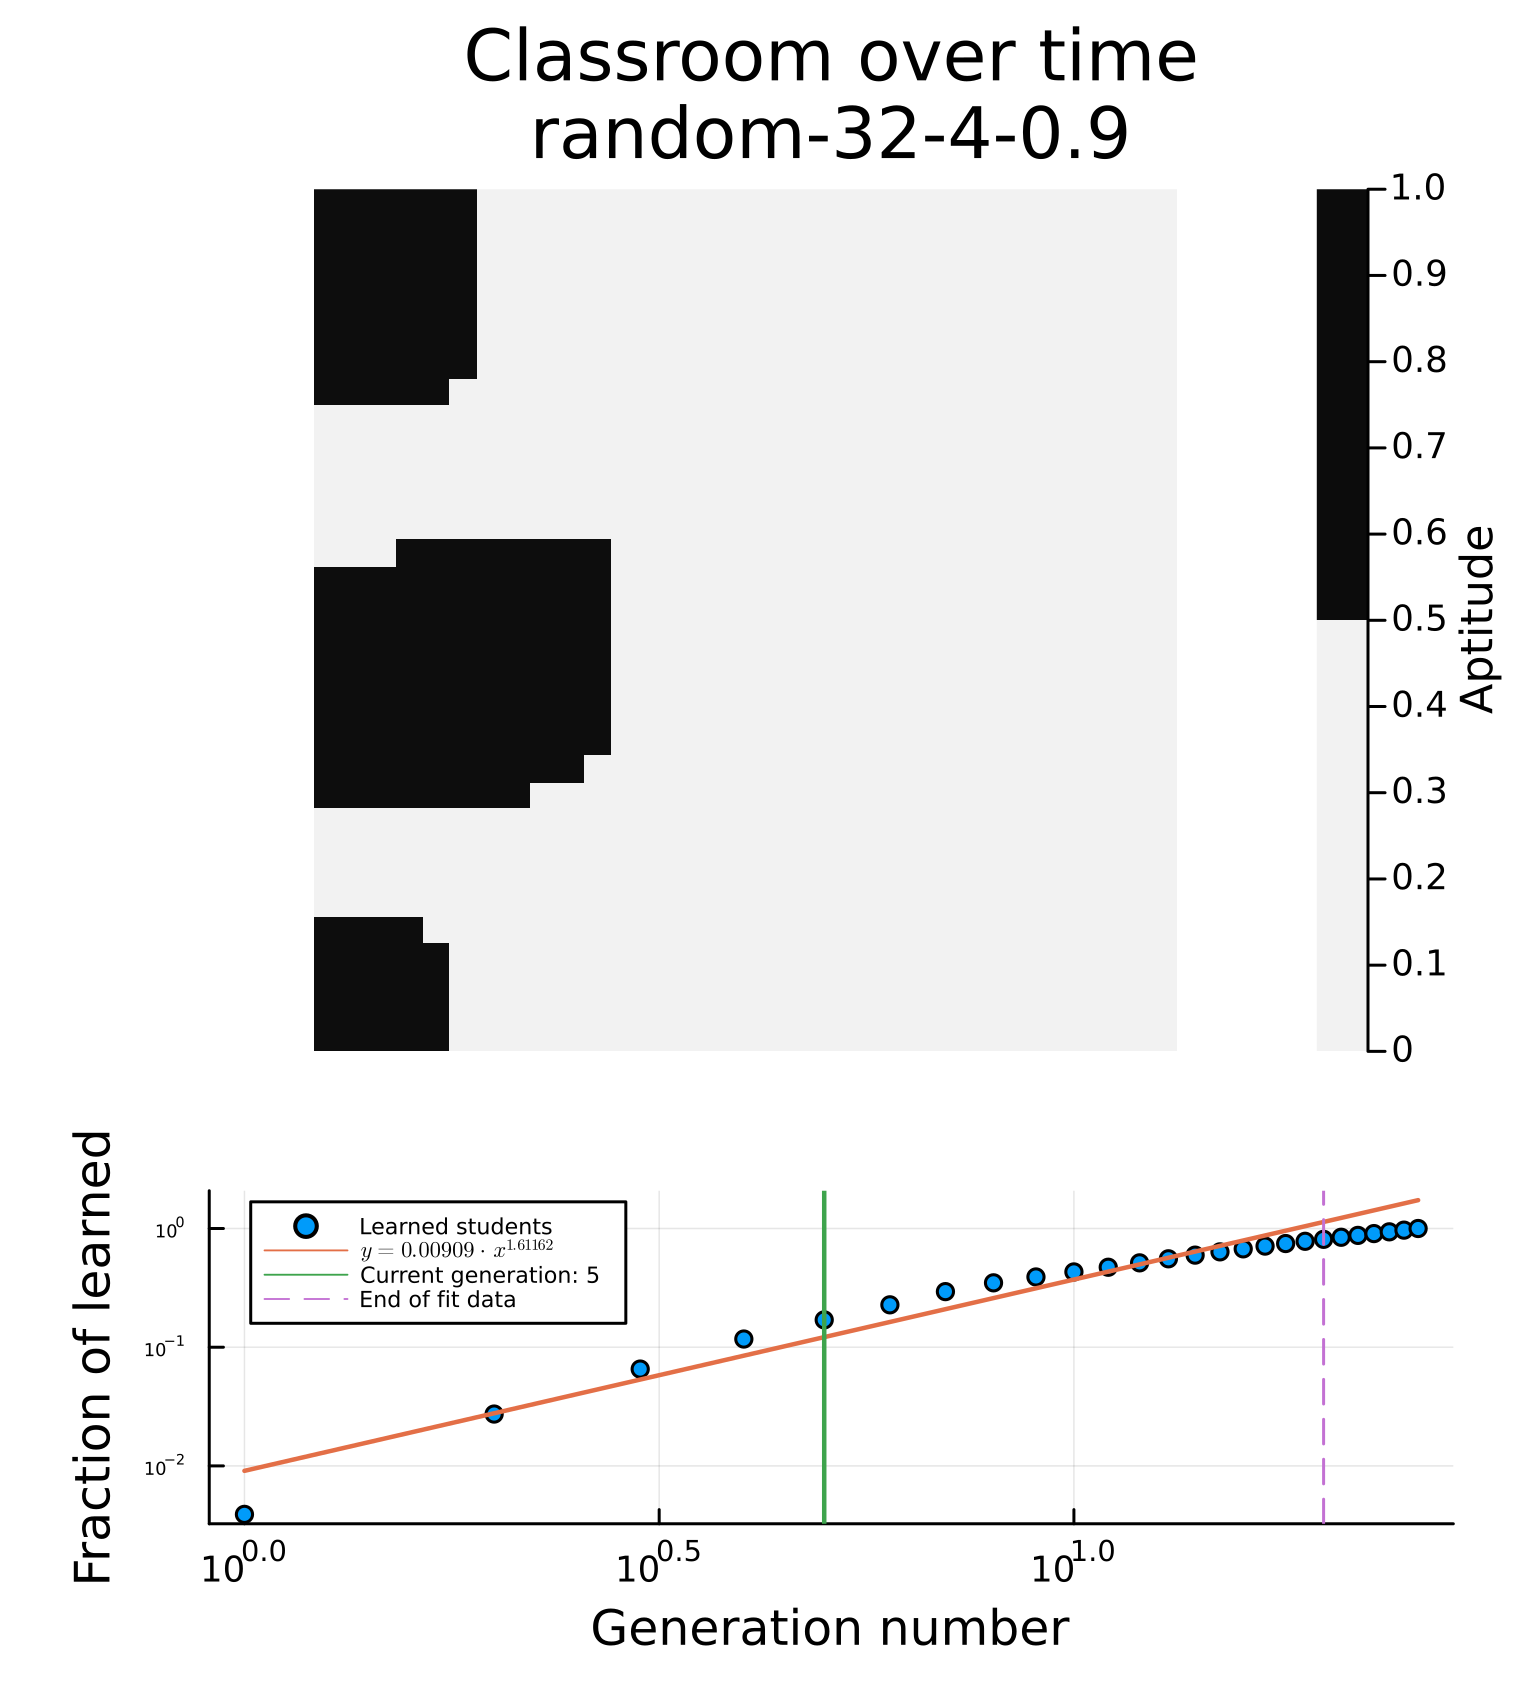 Classroom over time
random-32-4-0.9
1.0
0.9
0.8
0.7
0.6
0.5
0.4
0.3
0.2
0.1
0
Aptitude
Fraction of learned
10^0
10^-1
10^-2
Learned students
y = 0.00909 · x^1.61162
Current generation: 5
End of fit data
10^0.0
10^0.5
10^1.0
Generation number